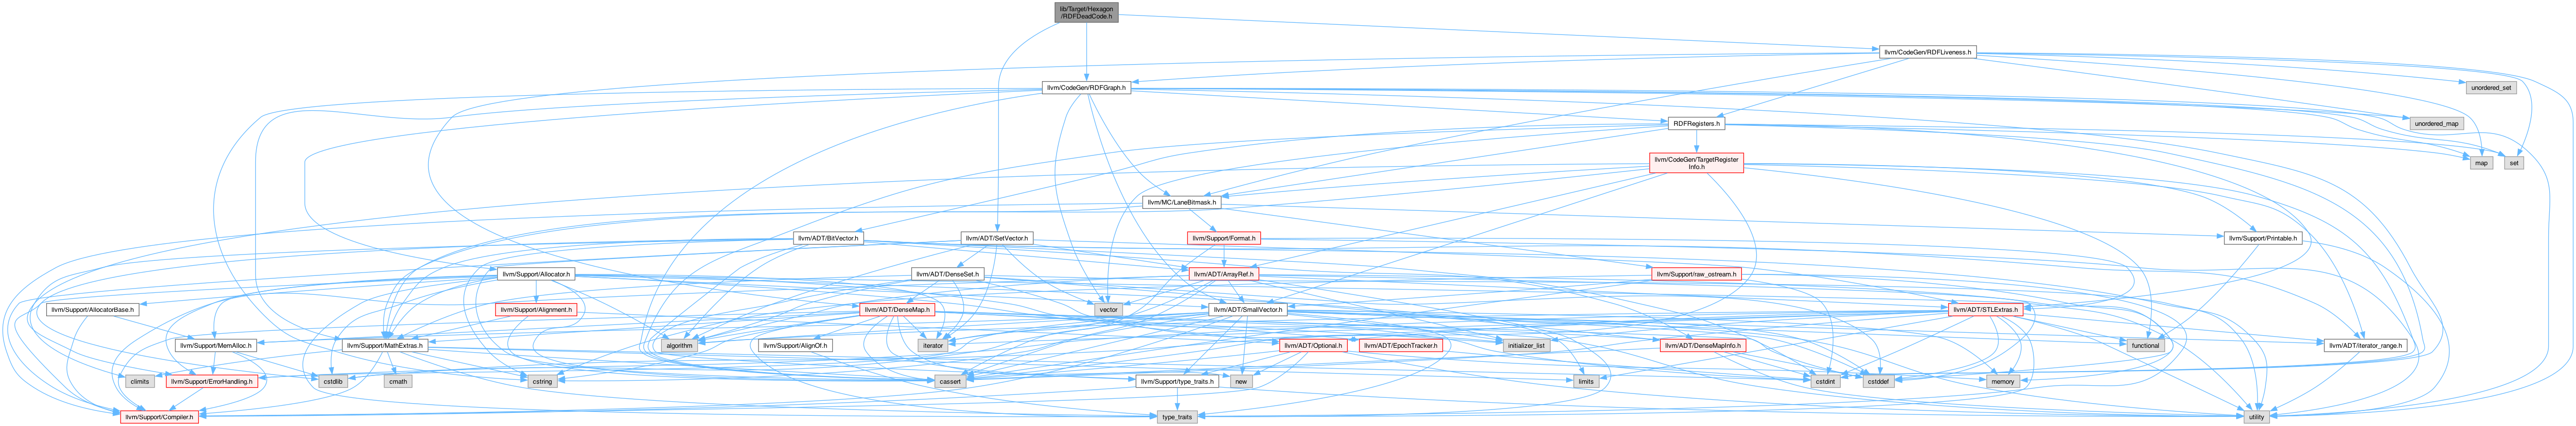 lib/Target/Hexagon
/RDFDeadCode.h
llvm/CodeGen/RDFLiveness.h
llvm/CodeGen/RDFGraph.h
unordered_set
RDFRegisters.h
unordered_map
llvm/CodeGen/TargetRegister
Info.h
map
set
llvm/MC/LaneBitmask.h
llvm/ADT/BitVector.h
llvm/ADT/SetVector.h
llvm/Support/Format.h
llvm/Support/Printable.h
llvm/Support/Allocator.h
llvm/ADT/DenseSet.h
llvm/ADT/ArrayRef.h
llvm/Support/raw_ostream.h
llvm/Support/AllocatorBase.h
llvm/Support/Alignment.h
llvm/ADT/DenseMap.h
vector
llvm/ADT/SmallVector.h
llvm/ADT/STLExtras.h
llvm/Support/MemAlloc.h
llvm/Support/MathExtras.h
algorithm
llvm/Support/AlignOf.h
iterator
llvm/ADT/Optional.h
llvm/ADT/EpochTracker.h
initializer_list
llvm/ADT/DenseMapInfo.h
functional
llvm/ADT/iterator_range.h
climits
llvm/Support/ErrorHandling.h
cstdlib
cmath
cstring
cassert
llvm/Support/type_traits.h
new
limits
cstdint
cstddef
memory
llvm/Support/Compiler.h
type_traits
utility